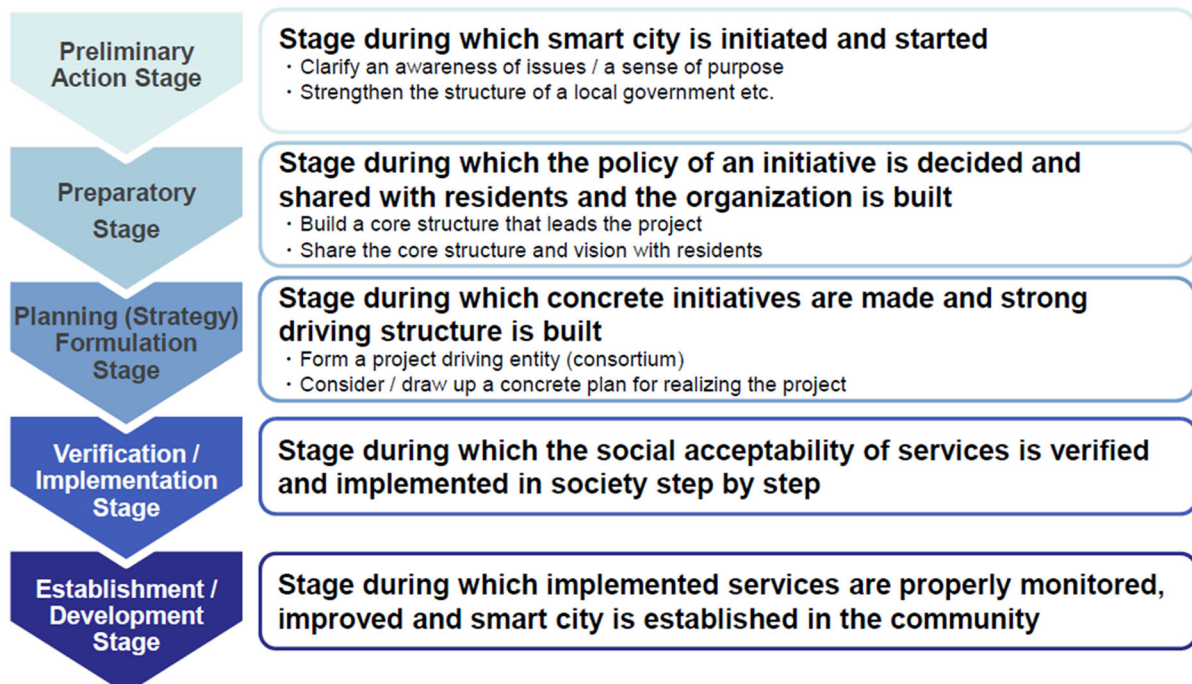 Preliminary
Action Stage
Stage during which smart city is initiated and started
・Clarify an awareness of issues / a sense of purpose
・Strengthen the structure of a local government etc.
Preparatory
Stage
Stage during which the policy of an initiative is decided and
shared with residents and the organization is built
・Build a core structure that leads the project
・Share the core structure and vision with residents
Planning (Strategy)
Formulation
Stage
Stage during which concrete initiatives are made and strong
driving structure is built
・Form a project driving entity (consortium)
・Consider / draw up a concrete plan for realizing the project
Verification /
Implementation
Stage
Stage during which the social acceptability of services is verified
and implemented in society step by step
Establishment /
Development
Stage
Stage during which implemented services are properly monitored,
improved and smart city is established in the community